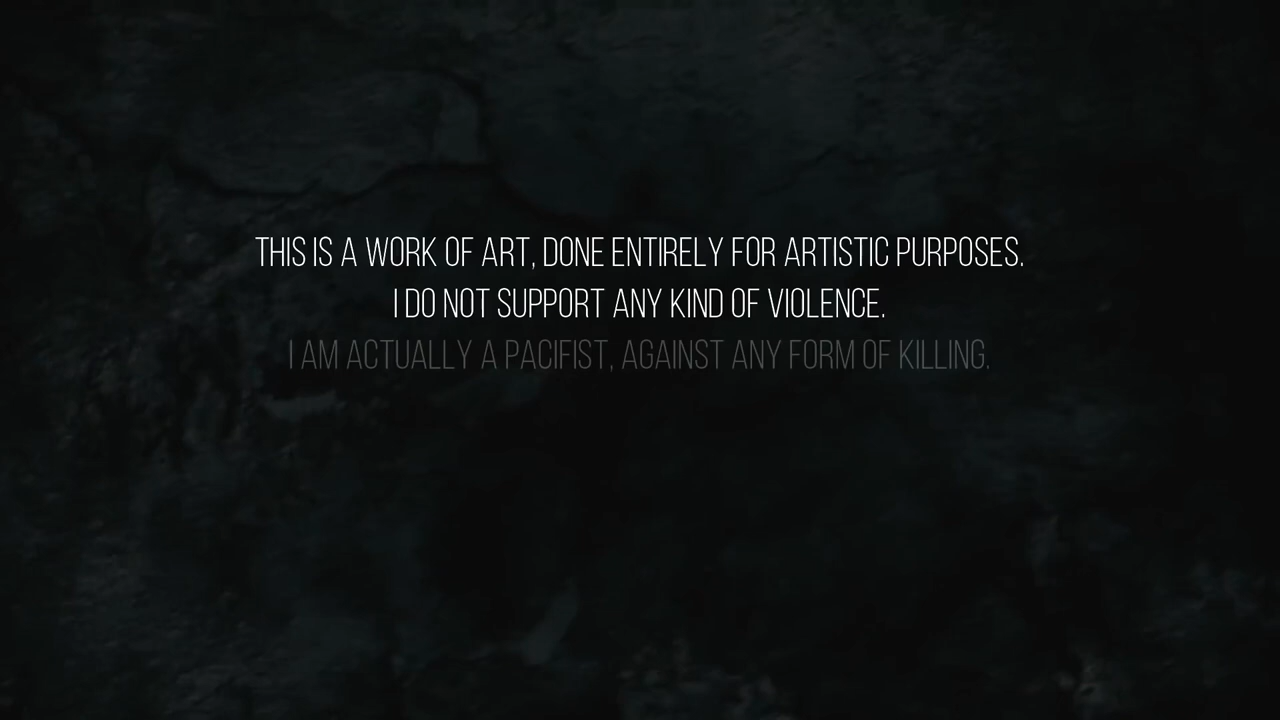 THIS IS A WORK OF ART, DONE ENTIRELY FOR ARTISTIC PURPOSES.
I DO NOT SUPPORT ANY KIND OF VIOLENCE.
I AM ACTUALLY A PACIFIST, AGAINST ANY FORM OF KILLING.